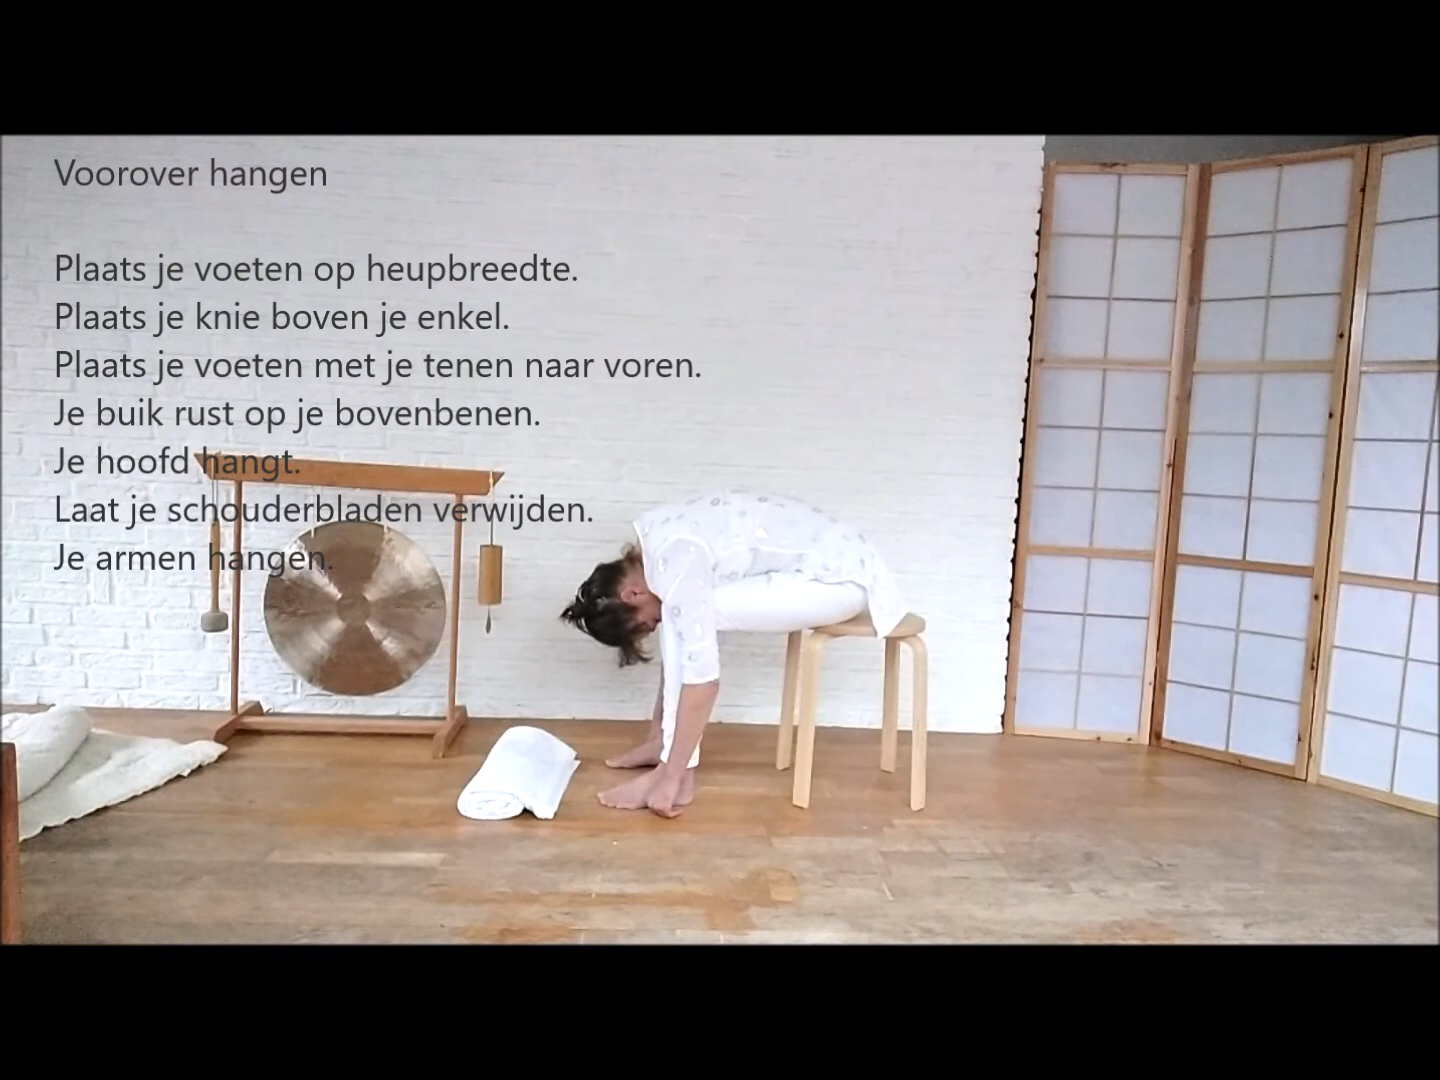 Voorover hangen
Plaats je voeten op heupbreedte.
Plaats je knie boven je enkel.
Plaats je voeten met je tenen naar voren.
Je buik rust op je bovenbenen.
Je hoofd hangt.
Laat je schouderbladen verwijden.
Je armen hangen.